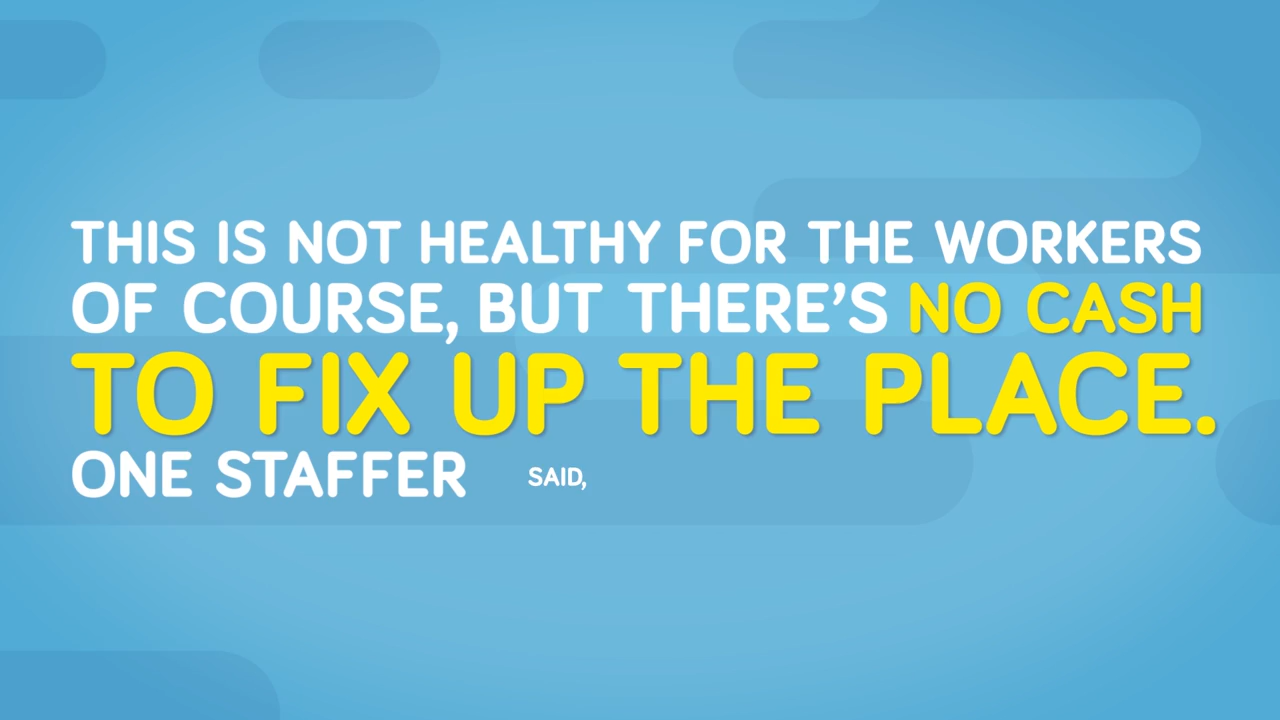 THIS IS NOT HEALTHY FOR THE WORKERS
OF COURSE, BUT THERE’S NO CASH
TO FIX UP THE PLACE.
ONE STAFFER SAID,